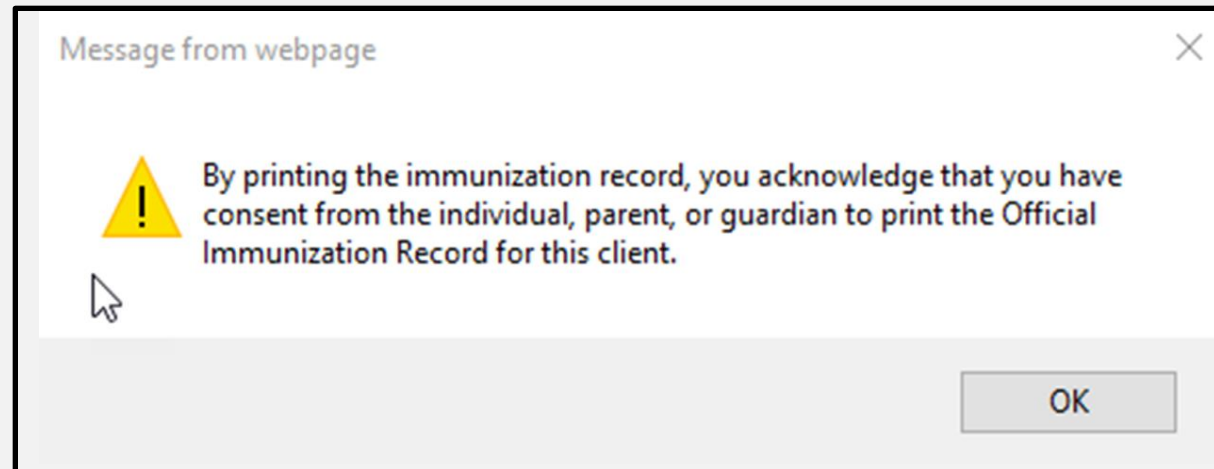 Message from webpage
By printing the immunization record, you acknowledge that you have
consent from the individual, parent, or guardian to print the Official
Immunization Record for this client.
OK